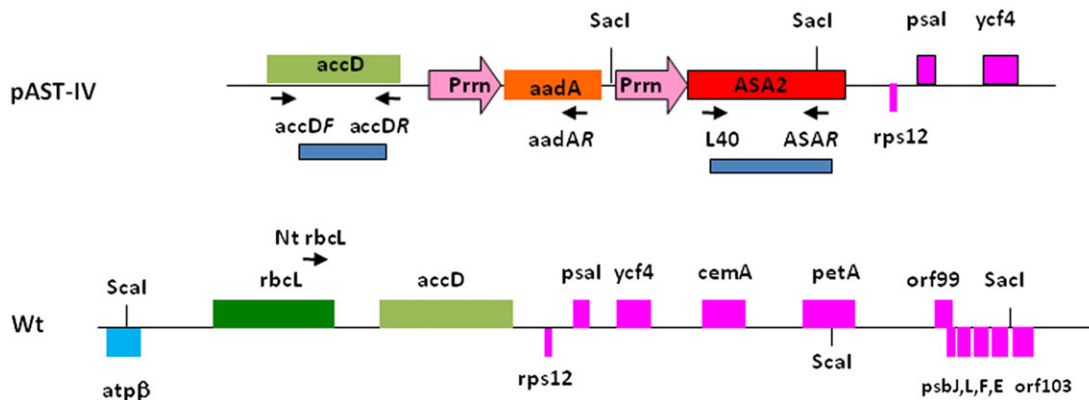 SacI SacI psaI ycf4
pAST-IV accD Prrn aadA Prrn ASA2
accDF accDR aadAR L40 ASAR rps12
Nt rbcL
ScaI rbcL accD psaI ycf4 cemA petA orf99 SacI
Wt
atpβ rps12 ScaI psbJ,L,F,E orf103